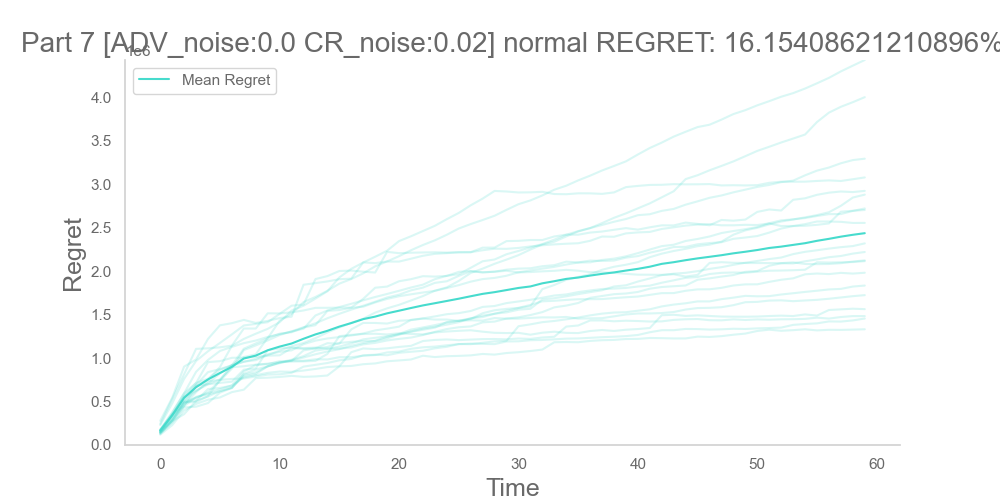 Part 7 [ADV_noise:0.0 CR_noise:0.02] normal REGRET: 16.15408621210896%
1e6
Mean Regret
4.0
3.5
3.0
2.5
2.0
1.5
1.0
0.5
0.0
Regret
0 10 20 30 40 50 60
Time